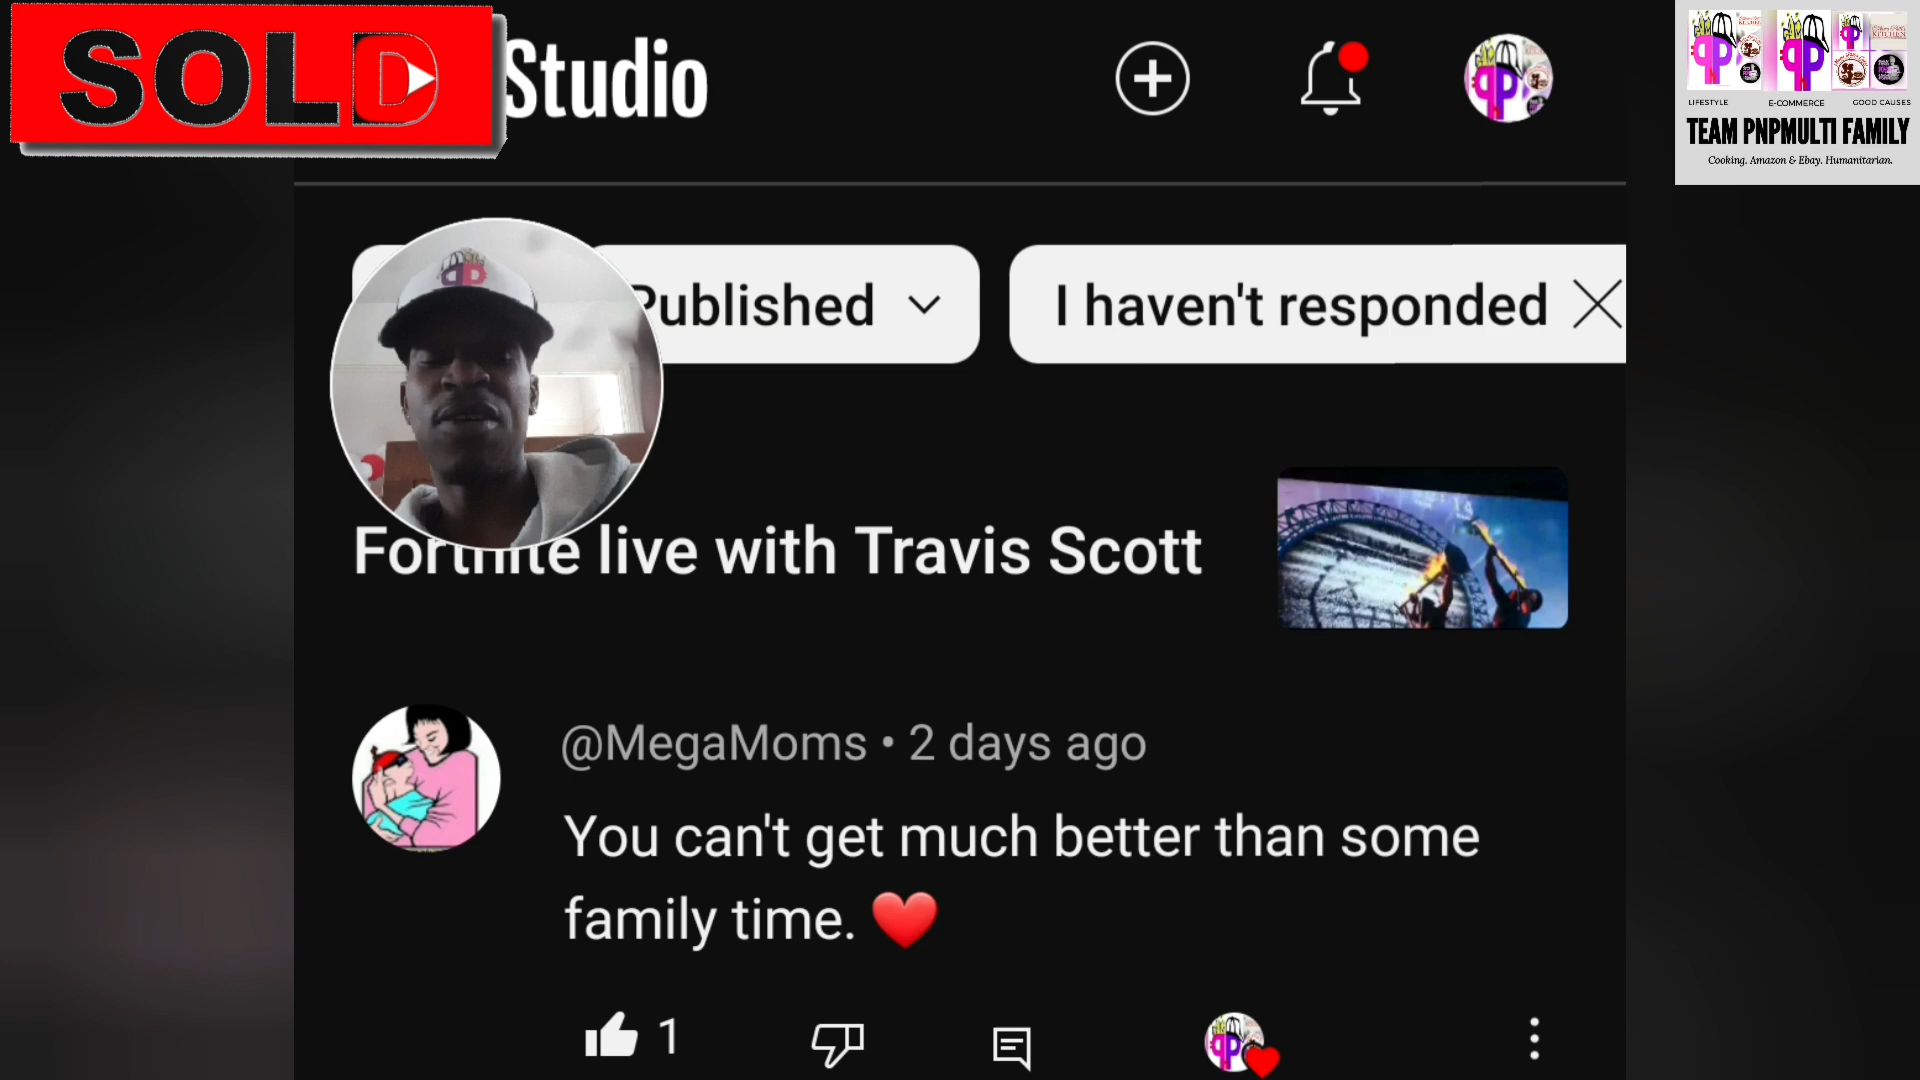 SOLD
Studio
LIFESTYLE
E-COMMERCE
GOOD CAUSES
TEAM PNPMULTI FAMILY
Cooking. Amazon & Ebay. Humanitarian.
Published
I haven't responded
Fortnite live with Travis Scott
@MegaMoms • 2 days ago
You can't get much better than some
family time. ❤️
1